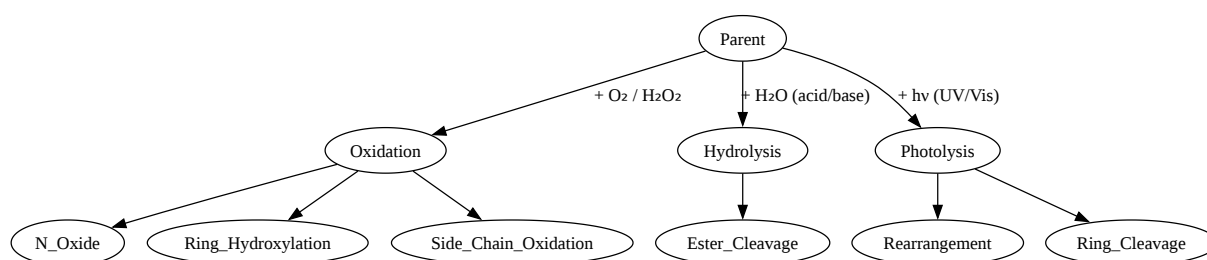 Parent
+ O₂ / H₂O₂
+ H₂O (acid/base)
+ hν (UV/Vis)
Oxidation
Hydrolysis
Photolysis
N_Oxide
Ring_Hydroxylation
Side_Chain_Oxidation
Ester_Cleavage
Rearrangement
Ring_Cleavage